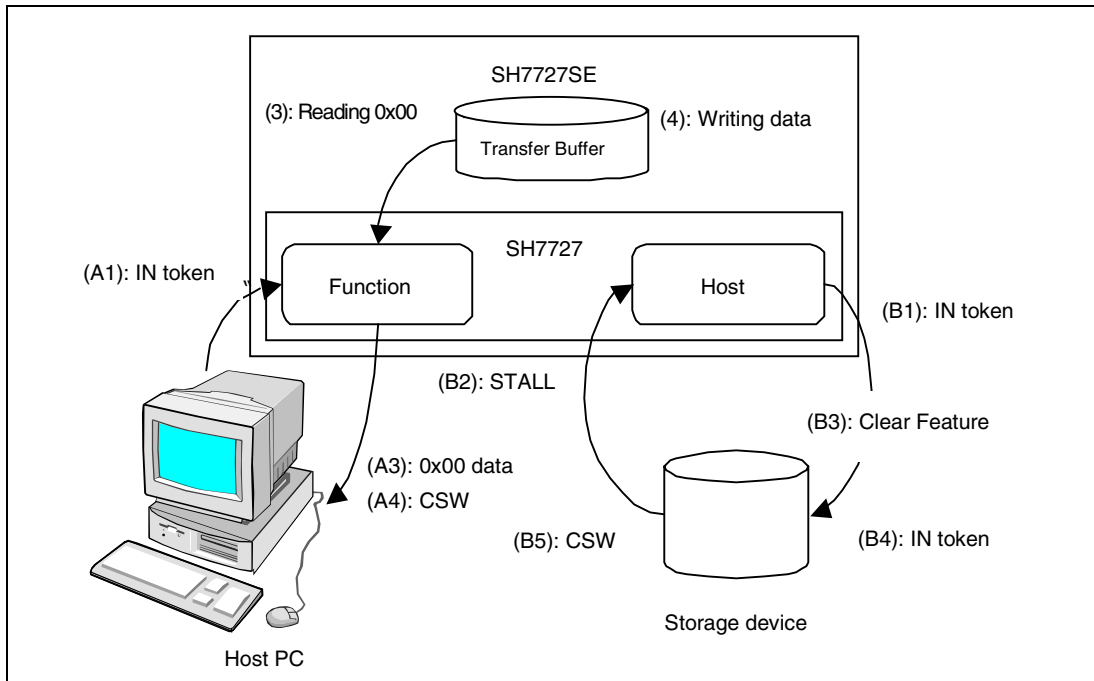 SH7727SE
(3): Reading 0x00
(4): Writing data
Transfer Buffer
SH7727
(A1): IN token
Function
Host
(B1): IN token
(B2): STALL
(B3): Clear Feature
(A3): 0x00 data
(A4): CSW
(B5): CSW
(B4): IN token
Storage device
Host PC